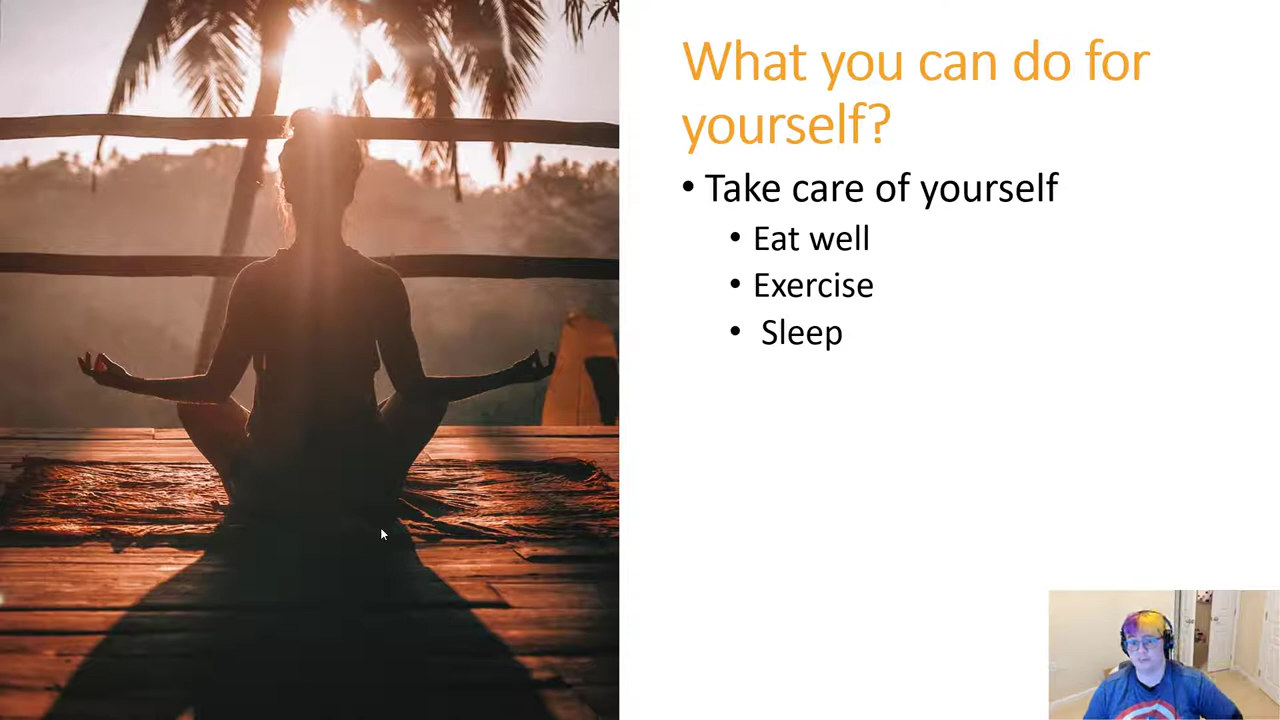 What you can do for
yourself?
• Take care of yourself
• Eat well
• Exercise
• Sleep